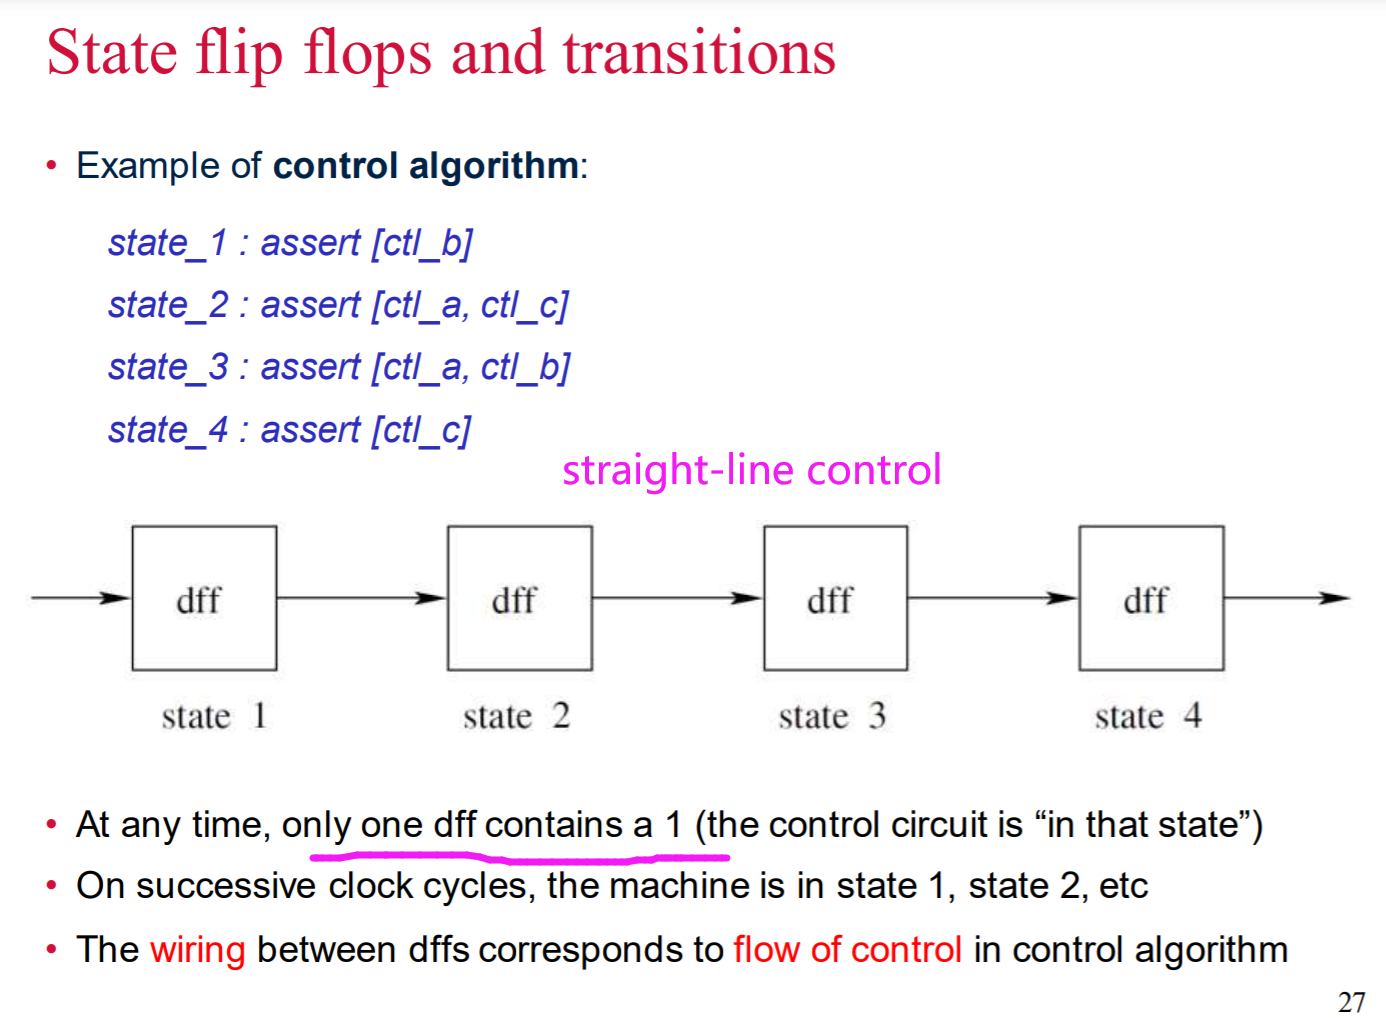 State flip flops and transitions
• Example of control algorithm:
state_1 : assert [ctl_b]
state_2 : assert [ctl_a, ctl_c]
state_3 : assert [ctl_a, ctl_b]
state_4 : assert [ctl_c]
straight-line control
dff dff dff dff
state 1 state 2 state 3 state 4
• At any time, only one dff contains a 1 (the control circuit is “in that state”)
• On successive clock cycles, the machine is in state 1, state 2, etc
• The wiring between dffs corresponds to flow of control in control algorithm
27